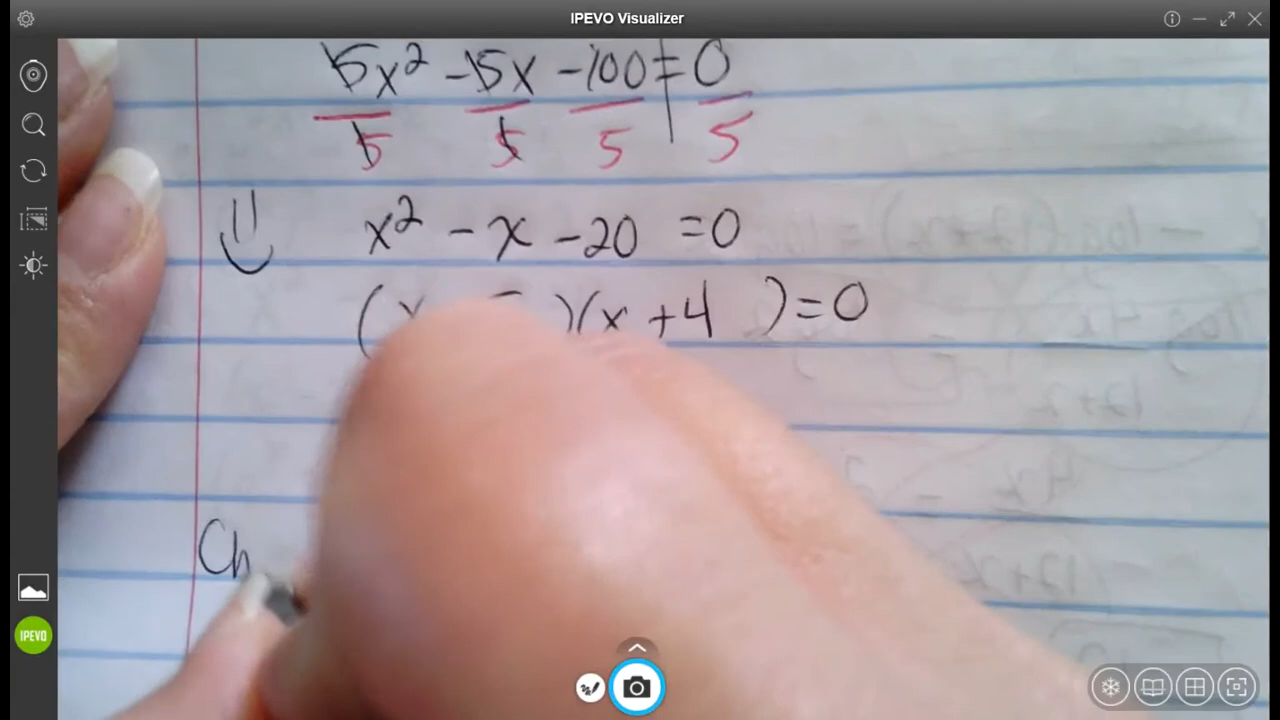 IPEVO Visualizer
5x² - 15x - 100 = 0
5 5 5 5
x² - x - 20 = 0
(x )(x + 4 ) = 0
Ch
IPEVO